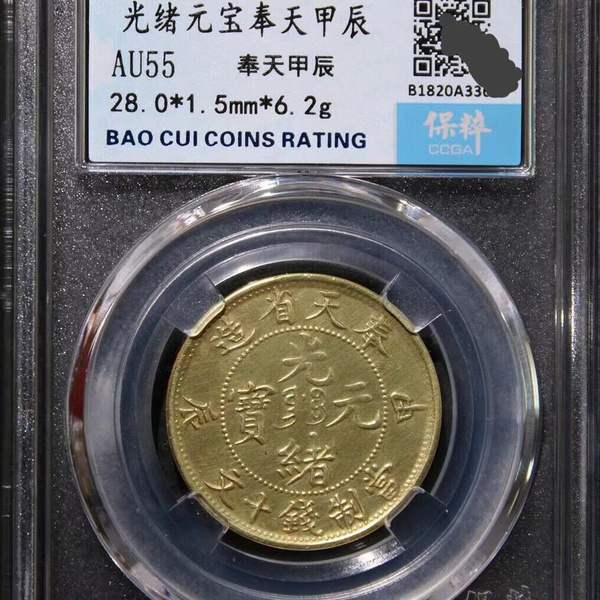 光绪元宝奉天甲辰
AU55 奉天甲辰
28.0*1.5mm*6.2g
BAO CUI COINS RATING
B1820A33
保粹
CCGA
奉天省造
甲辰
光緒元寶
當制錢十文